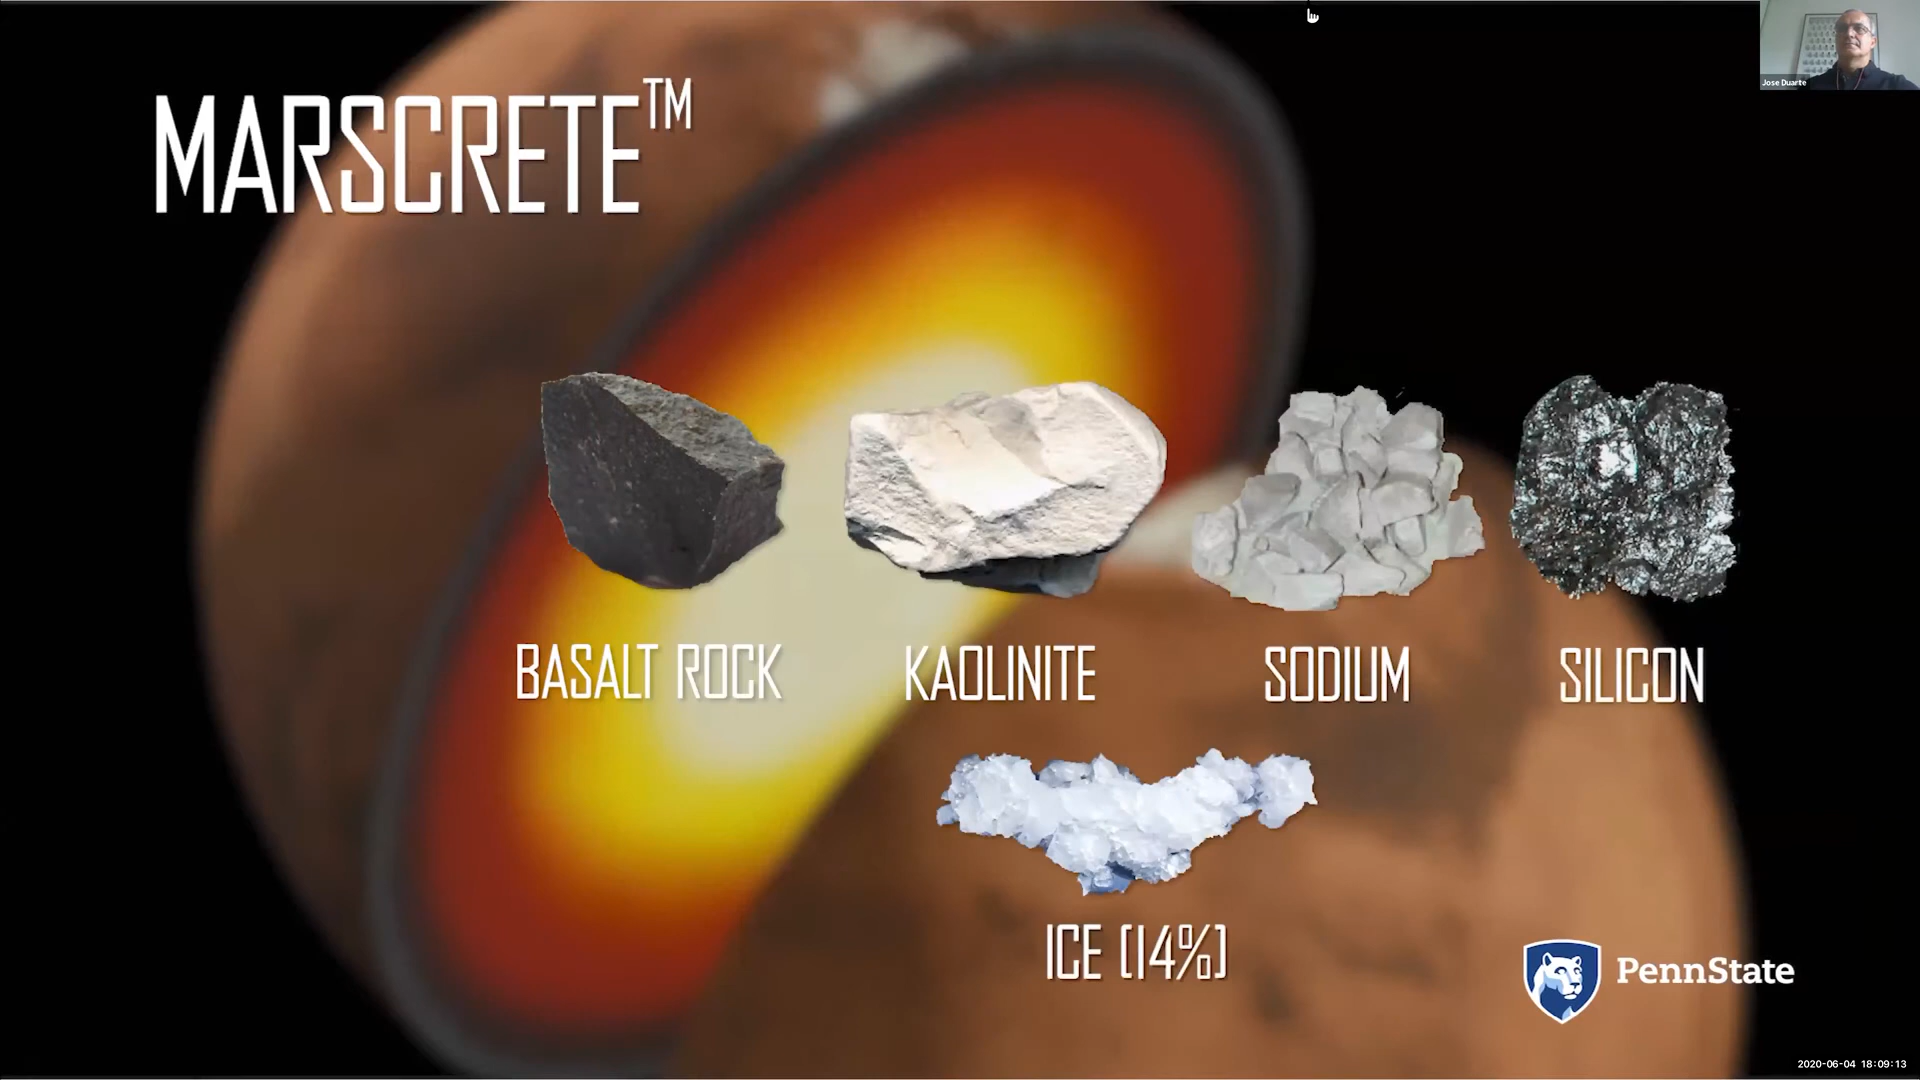 MARSCRETE™
Jose Duarte
BASALT ROCK
KAOLINITE
SODIUM
SILICON
ICE (14%)
PennState
2020-06-04 18:09:13